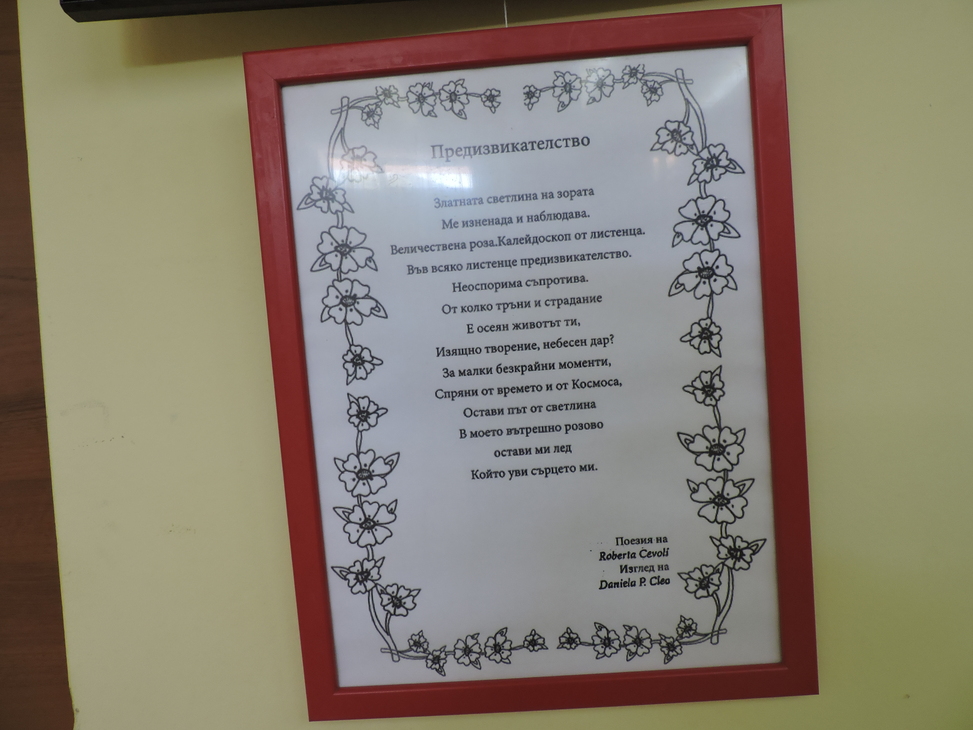 Предизвикателство
Златната светлина на зората
Ме изненада и наблюдава.
Величествена роза.Калейдоскоп от листенца.
Във всяко листенце предизвикателство.
Неоспорима съпротива.
От колко тръни и страдание
Е осеян животът ти,
Изящно творение, небесен дар?
За малки безкрайни моменти,
Спряни от времето и от Космоса,
Остави път от светлина
В моето вътрешно розово
остави ми лед
Който уви сърцето ми.
Поезия на
Roberta Cevoli
Изглед на
Daniela P. Cleo